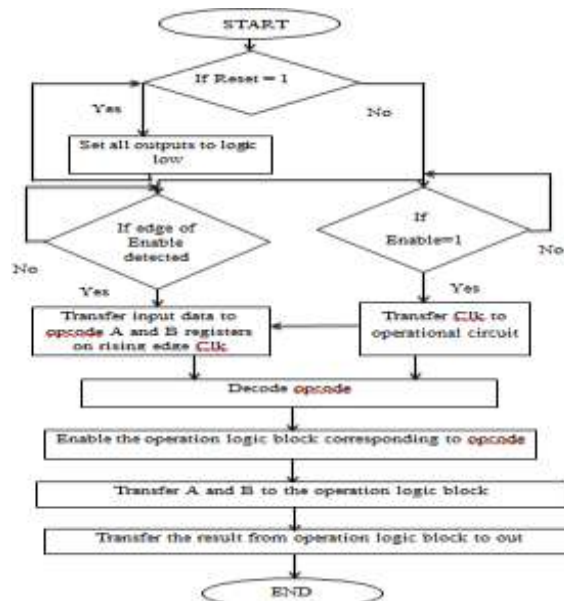 START
If Reset = 1
Yes
No
Set all outputs to logic
low
If edge of
Enable
detected
If
Enable=1
No
No
Yes
Yes
Transfer input data to
opcode A and B registers
on rising edge Clk
Transfer Clk to
operational circuit
Decode opcode
Enable the operation logic block corresponding to opcode
Transfer A and B to the operation logic block
Transfer the result from operation logic block to out
END